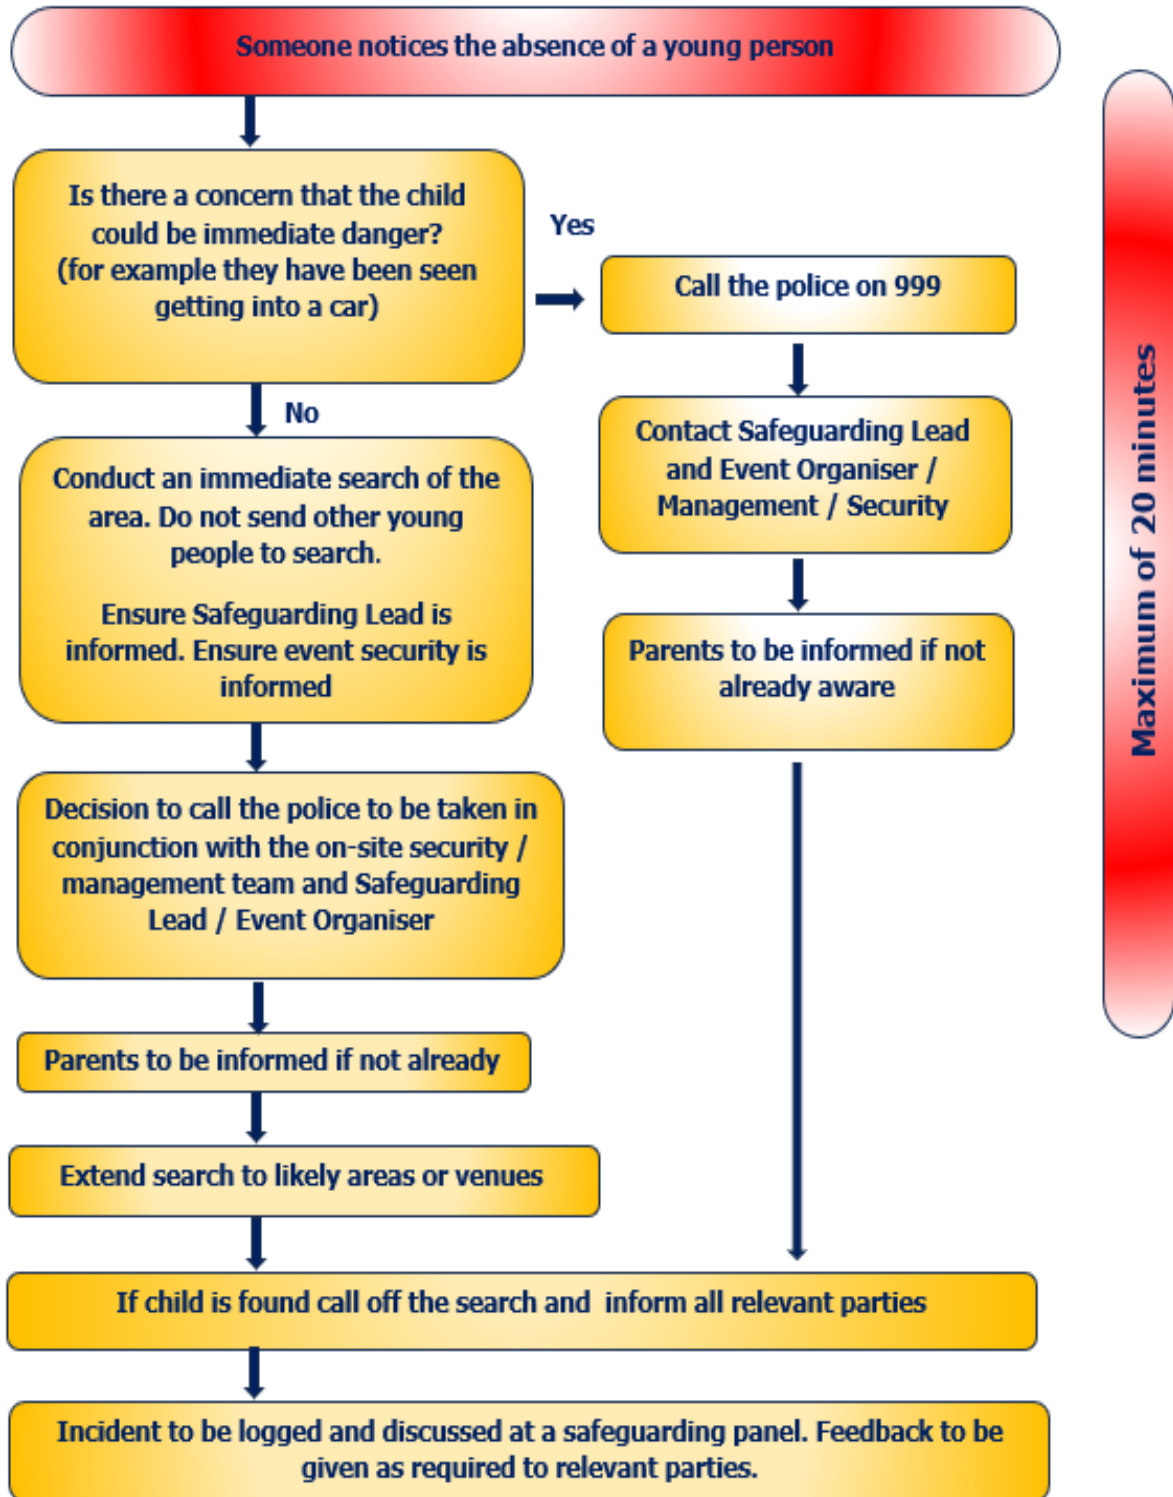 Someone notices the absence of a young person
Is there a concern that the child
could be immediate danger?
(for example they have been seen
getting into a car)
Yes
Call the police on 999
No
Contact Safeguarding Lead
and Event Organiser /
Management / Security
Conduct an immediate search of the
area. Do not send other young
people to search.
Ensure Safeguarding Lead is
informed. Ensure event security is
informed
Parents to be informed if not
already aware
Decision to call the police to be taken in
conjunction with the on-site security /
management team and Safeguarding
Lead / Event Organiser
Parents to be informed if not already
Extend search to likely areas or venues
If child is found call off the search and  inform all relevant parties
Incident to be logged and discussed at a safeguarding panel. Feedback to be
given as required to relevant parties.
Maximum of 20 minutes